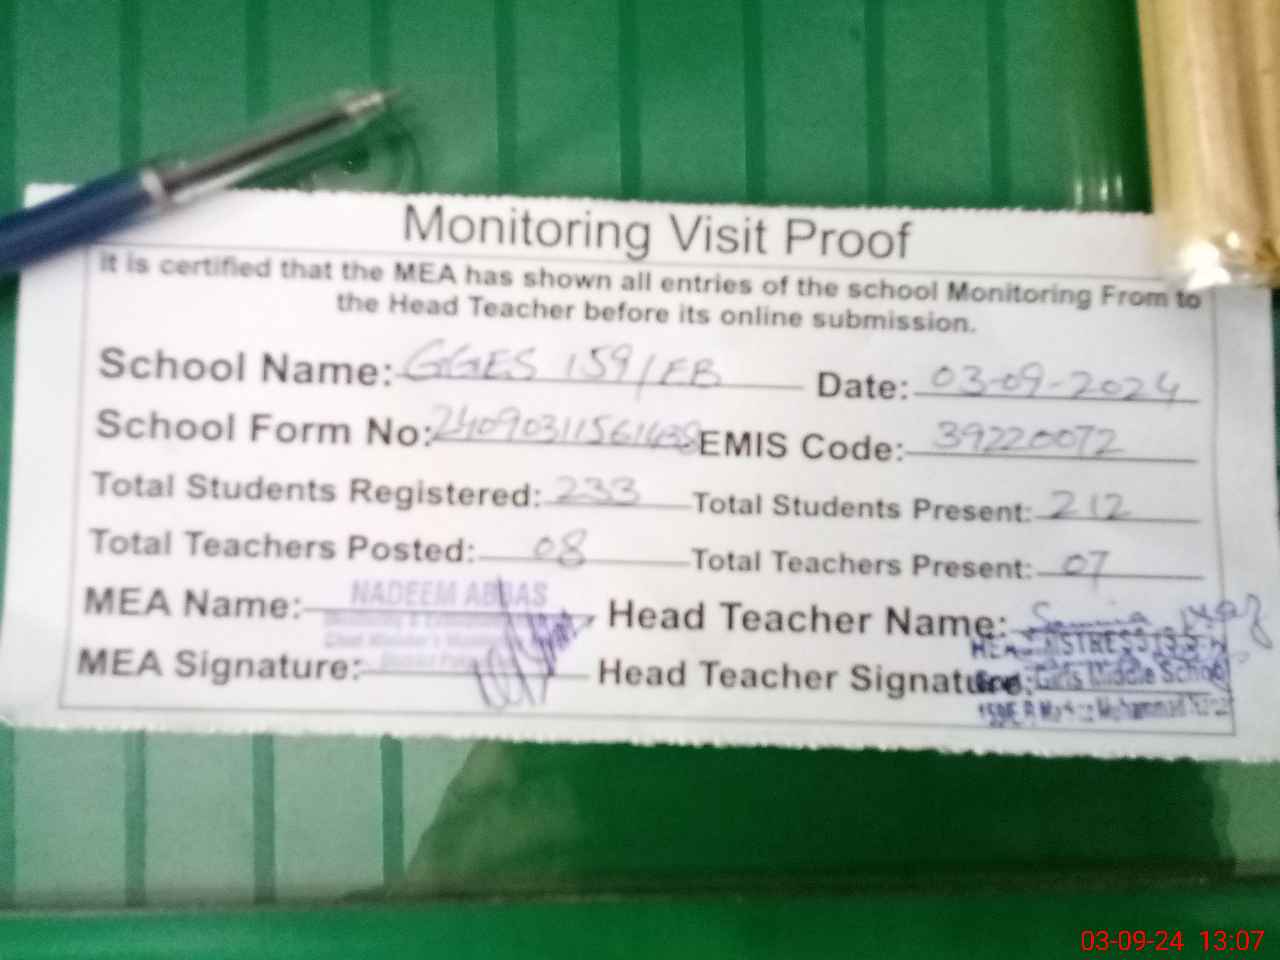 Monitoring Visit Proof
it is certified that the MEA has shown all entries of the school Monitoring From to
the Head Teacher before its online submission.
School Name: GGES 159/EB Date: 03-09-2024
School Form No: EMIS Code: 39220072
Total Students Registered: 233 Total Students Present: 212
Total Teachers Posted: 08 Total Teachers Present: 07
MEA Name: NADEEM ABBAS Head Teacher Name:
MEA Signature: Head Teacher Signature:
Girls Middle School
03-09-24 13:07